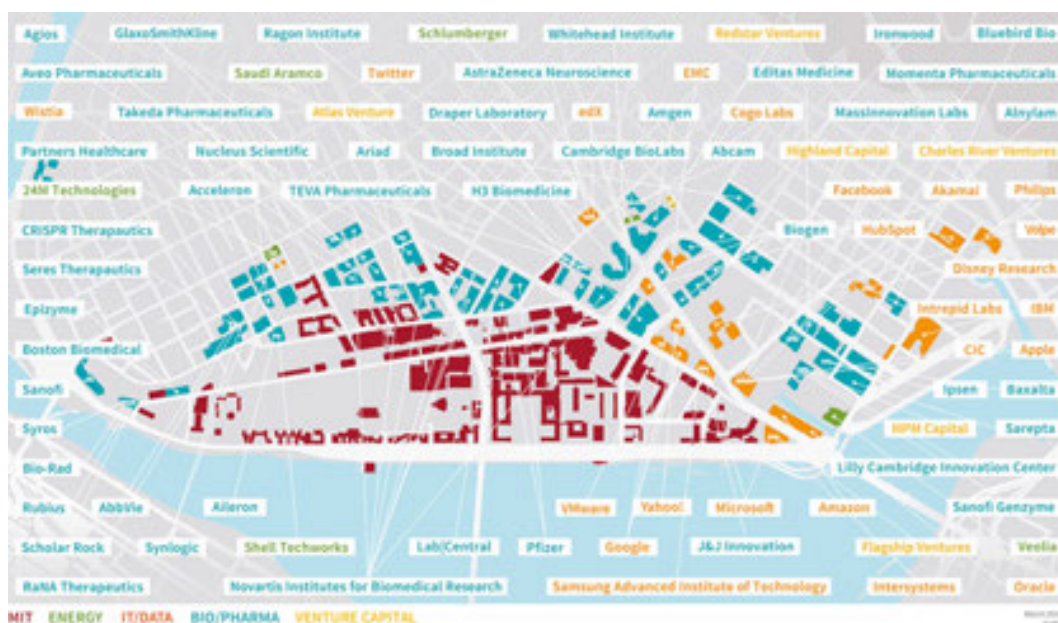 Agios GlaxoSmithKline Ragon Institute Schlumberger Whitehead Institute Redstar Ventures Ironwood Bluebird Bio
Aveo Pharmaceuticals Saudi Aramco Twitter AstraZeneca Neuroscience EMC Editas Medicine Momenta Pharmaceuticals
Wistia Takeda Pharmaceuticals Atlas Venture Draper Laboratory edX Amgen Cogo Labs MassInnovation Labs Alnylam
Partners Healthcare Nucleus Scientific Ariad Broad Institute Cambridge BioLabs Abcam Highland Capital Charles River Ventures
24M Technologies Acceleron TEVA Pharmaceuticals H3 Biomedicine Facebook Akamai Philips
CRISPR Therapautics Biogen HubSpot Volpe
Seres Therapautics Disney Research
Epizyme Intrepid Labs IBM
Boston Biomedical CIC Apple
Sanofi Ipsen Baxalta
Syros MPM Capital Sarepta
Bio-Rad Lilly Cambridge Innovation Center
Rubius AbbVie Aileron VMware Yahoo! Microsoft Amazon Sanofi Genzyme
Scholar Rock Synlogic Shell Techworks Lab|Central Pfizer Google J&J Innovation Flagship Ventures Veolia
RaNA Therapeutics Novartis Institutes for Biomedical Research Samsung Advanced Institute of Technology Intersystems Oracle
MIT ENERGY IT/DATA BIO/PHARMA VENTURE CAPITAL